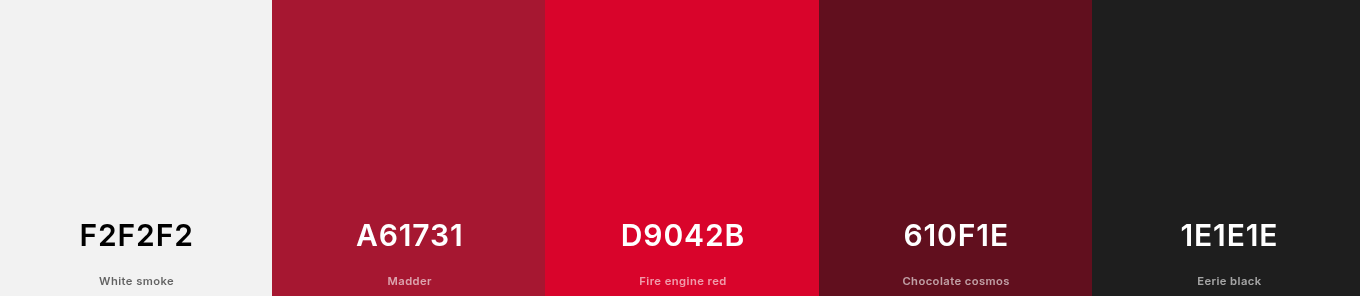 F2F2F2
White smoke
A61731
Madder
D9042B
Fire engine red
610F1E
Chocolate cosmos
1E1E1E
Eerie black